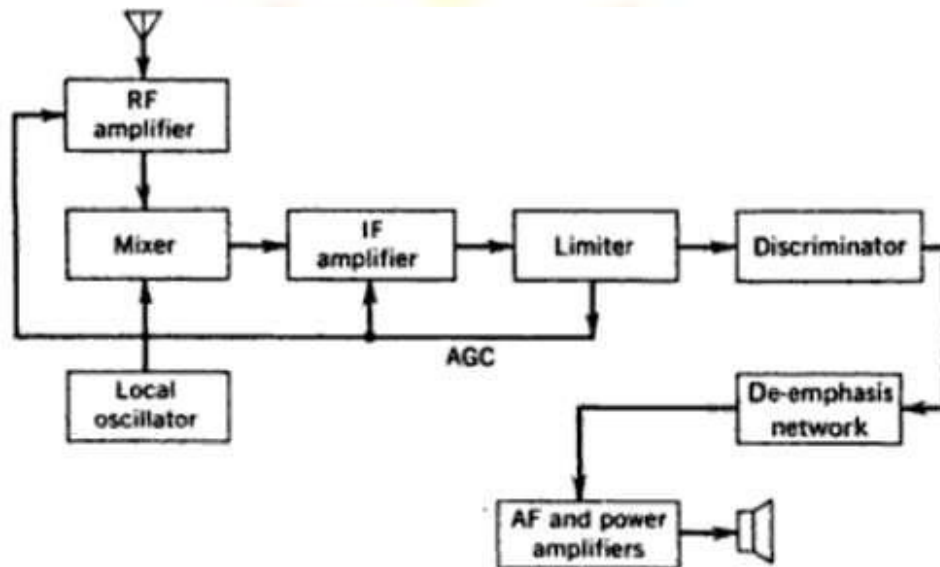 RF
amplifier
Mixer
IF
amplifier
Limiter
Discriminator
AGC
Local
oscillator
De-emphasis
network
AF and power
amplifiers